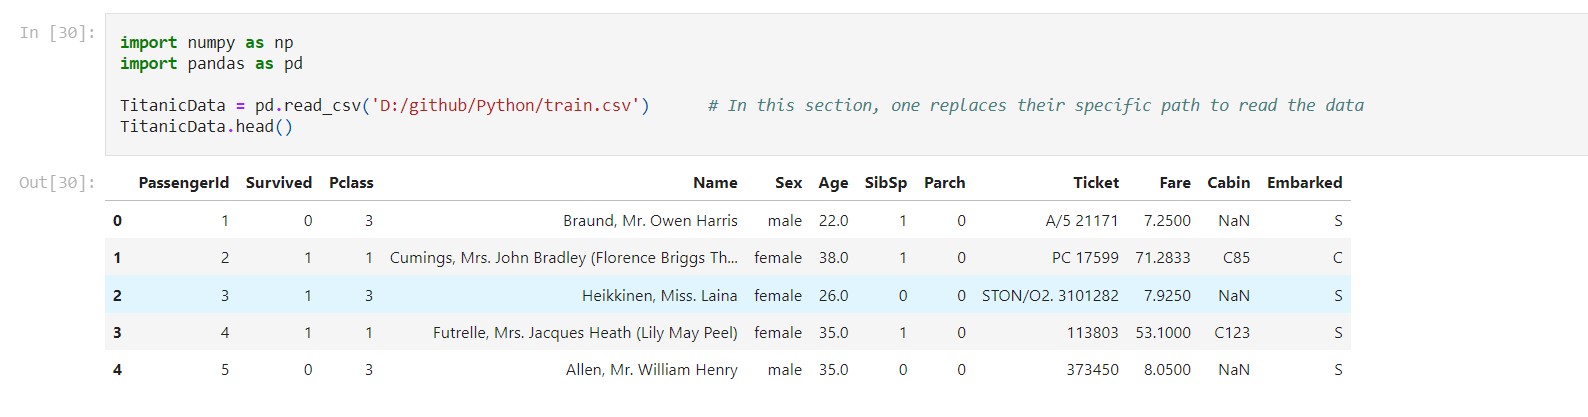 In [30]:
import numpy as np
import pandas as pd
TitanicData = pd.read_csv('D:/github/Python/train.csv') # In this section, one replaces their specific path to read the data
TitanicData.head()
Out[30]:
PassengerId Survived Pclass Name Sex Age SibSp Parch Ticket Fare Cabin Embarked
0 1 0 3 Braund, Mr. Owen Harris male 22.0 1 0 A/5 21171 7.2500 NaN S
1 2 1 1 Cumings, Mrs. John Bradley (Florence Briggs Th... female 38.0 1 0 PC 17599 71.2833 C85 C
2 3 1 3 Heikkinen, Miss. Laina female 26.0 0 0 STON/O2. 3101282 7.9250 NaN S
3 4 1 1 Futrelle, Mrs. Jacques Heath (Lily May Peel) female 35.0 1 0 113803 53.1000 C123 S
4 5 0 3 Allen, Mr. William Henry male 35.0 0 0 373450 8.0500 NaN S